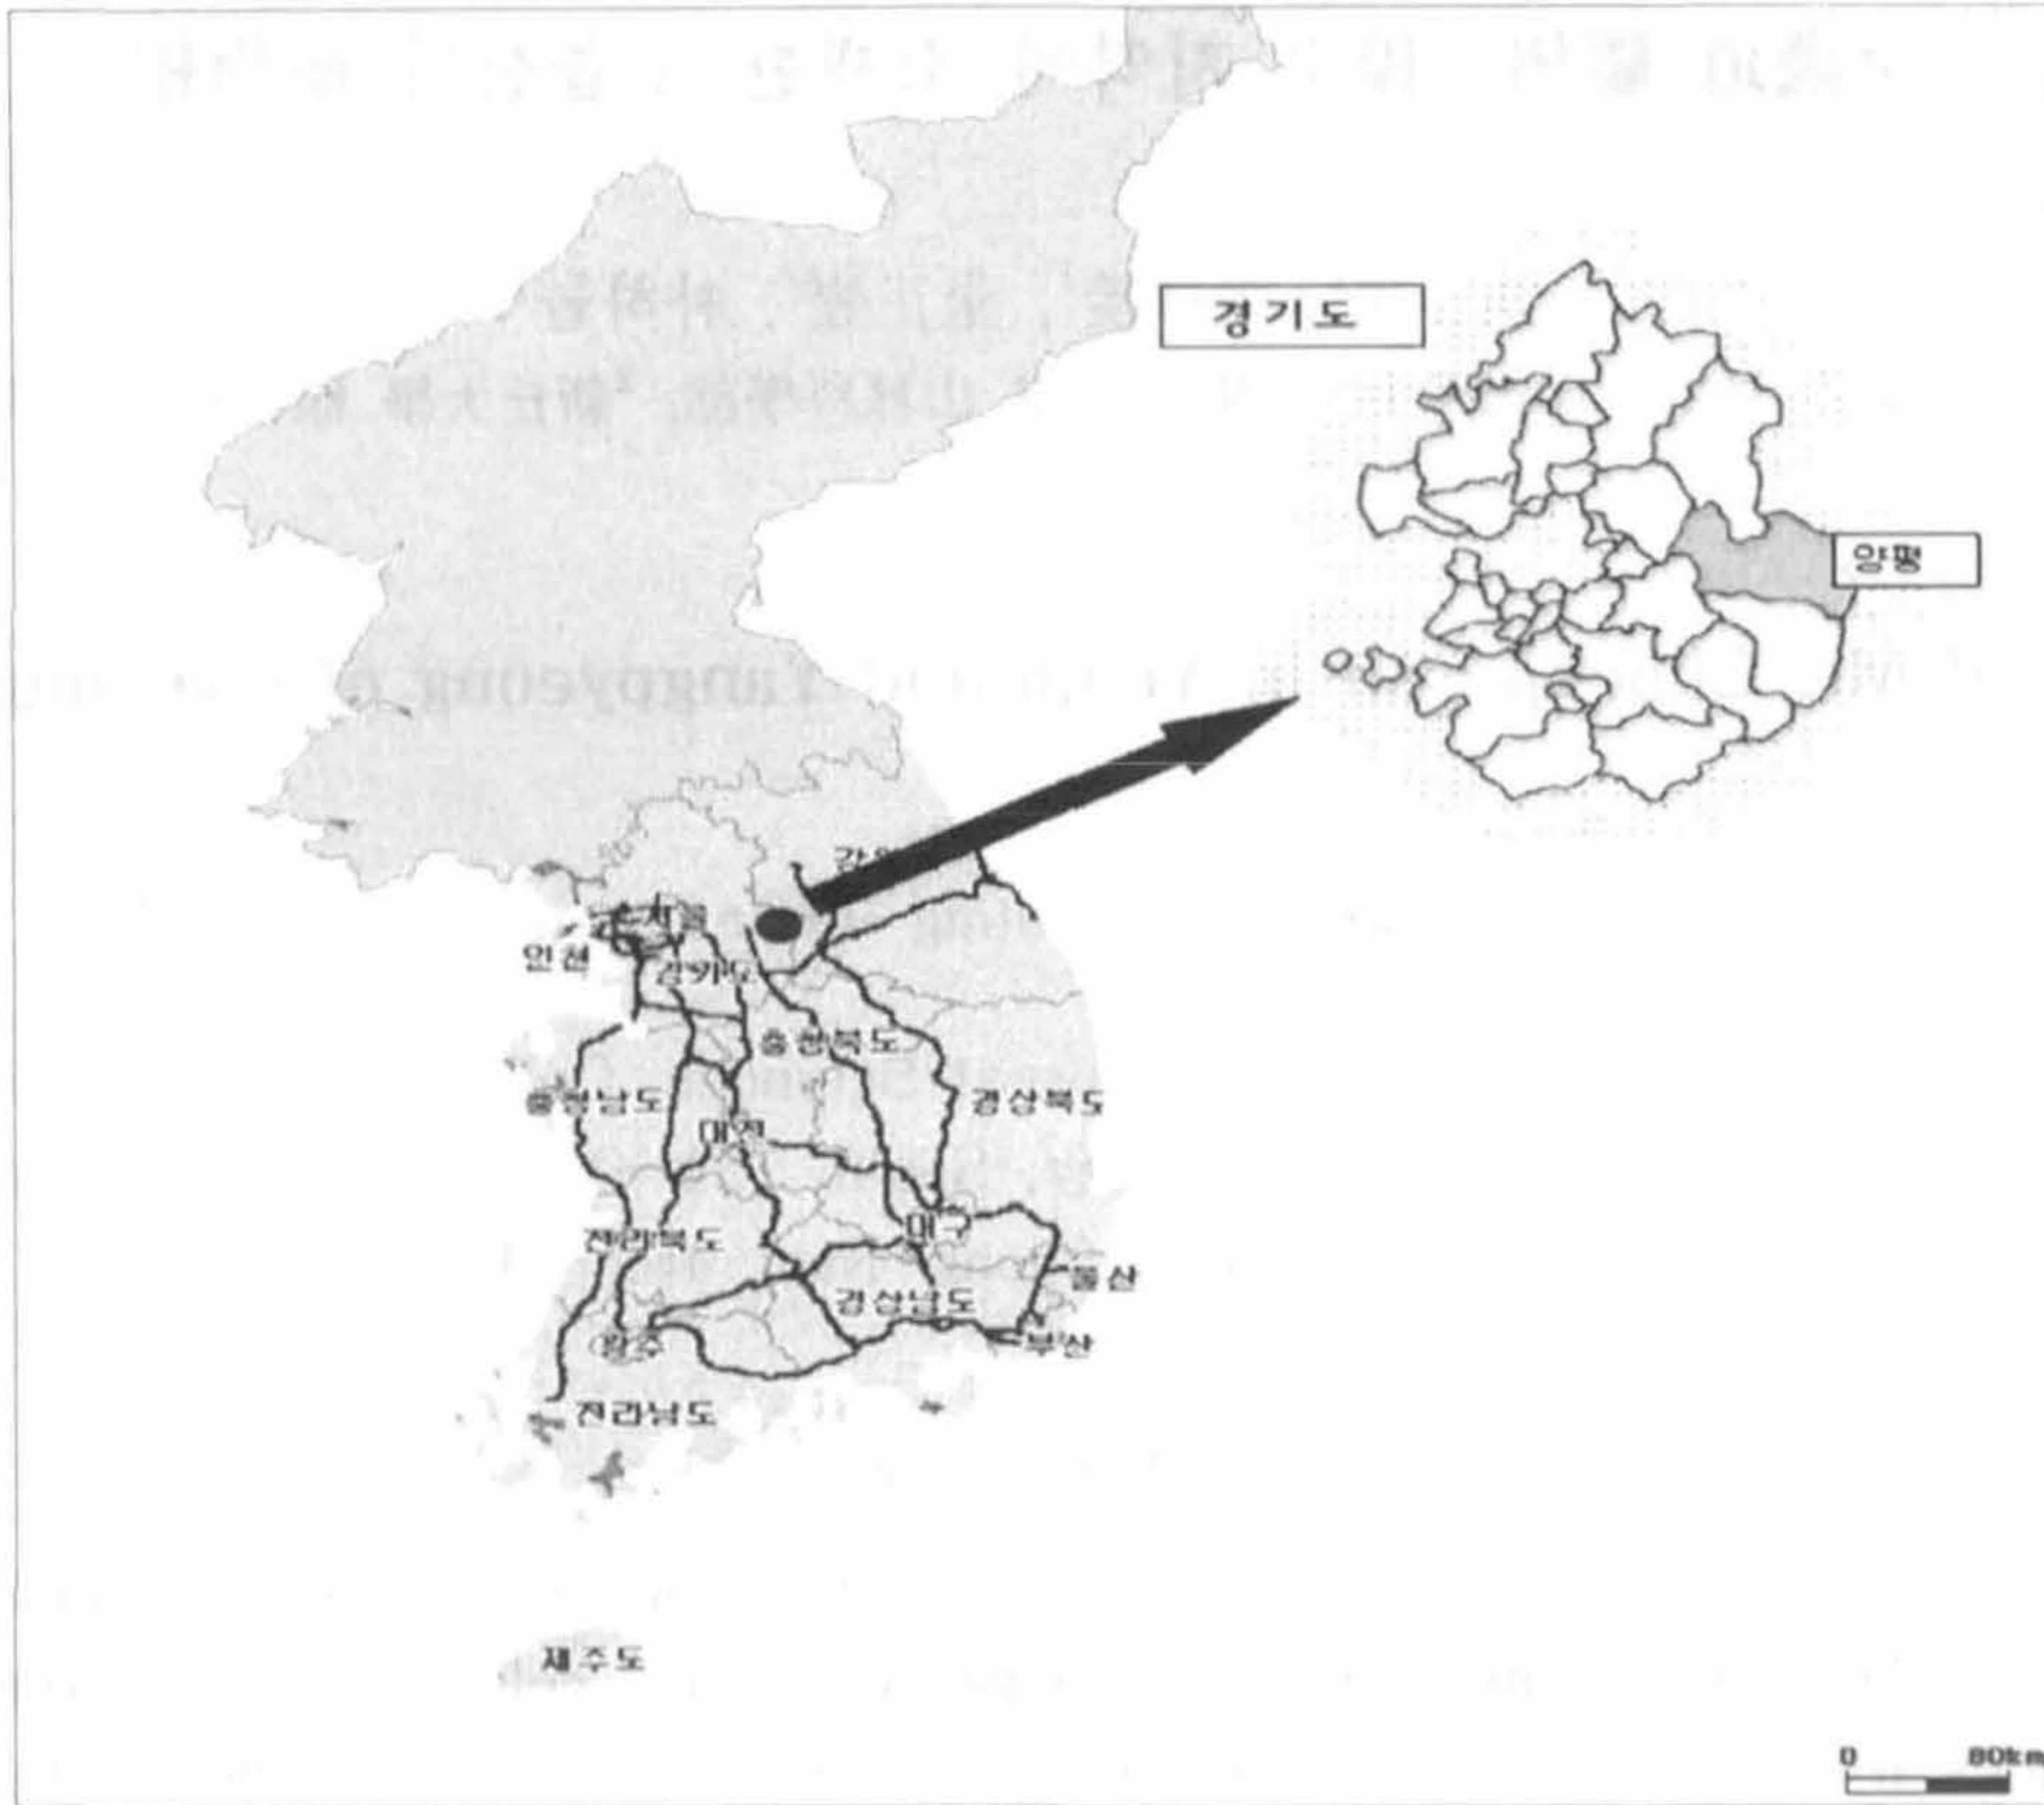 경기도
양평
인천
경기도
충청북도
충청남도
경상북도
대전
대구
전라북도
울산
경상남도
부산
광주
전라남도
제주도
0 80km